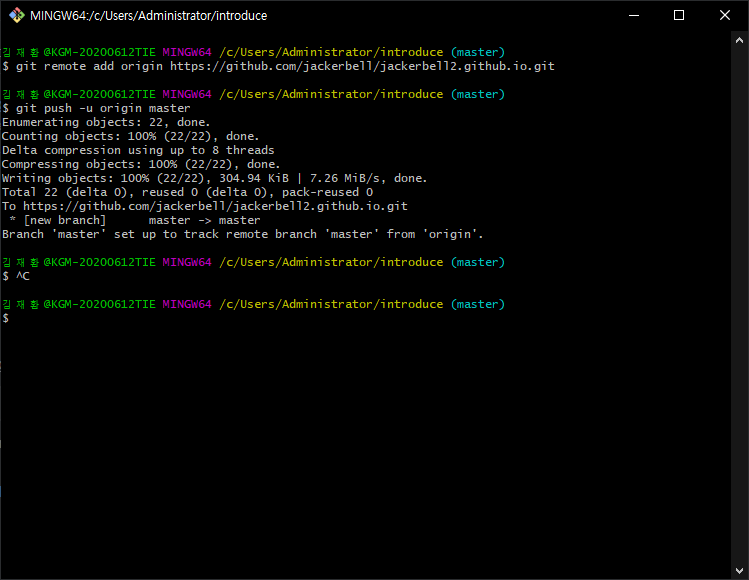 MINGW64:/c/Users/Administrator/introduce
길 재 환@KGM-20200612TIE MINGW64 /c/Users/Administrator/introduce (master)
$ git remote add origin https://github.com/jackerbell/jackerbell2.github.io.git
길 재 환@KGM-20200612TIE MINGW64 /c/Users/Administrator/introduce (master)
$ git push -u origin master
Enumerating objects: 22, done.
Counting objects: 100% (22/22), done.
Delta compression using up to 8 threads
Compressing objects: 100% (22/22), done.
Writing objects: 100% (22/22), 304.94 KiB | 7.26 MiB/s, done.
Total 22 (delta 0), reused 0 (delta 0), pack-reused 0
To https://github.com/jackerbell/jackerbell2.github.io.git
 * [new branch]      master -> master
Branch 'master' set up to track remote branch 'master' from 'origin'.
길 재 환@KGM-20200612TIE MINGW64 /c/Users/Administrator/introduce (master)
$ ^C
길 재 환@KGM-20200612TIE MINGW64 /c/Users/Administrator/introduce (master)
$